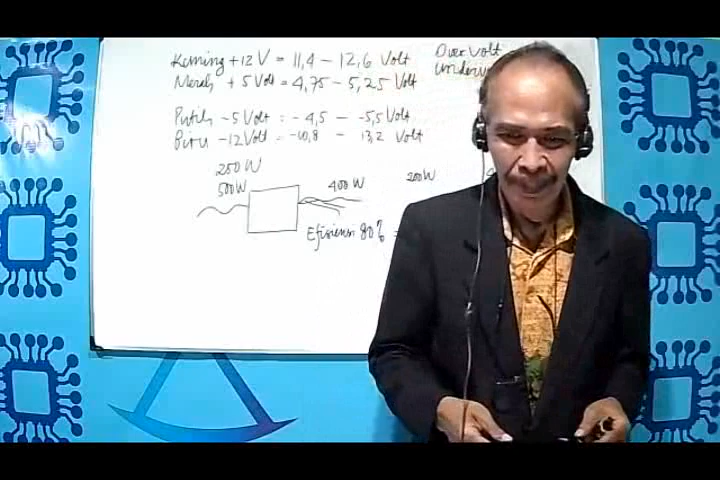 Kuning +12 V = 11,4 – 12,6 Volt
Merah + 5 Volt = 4,75 – 5,25 Volt
Over Volt
Putih – 5 Volt = – 4,5 – -5,5 Volt
Biru – 12 Volt = -10,8 – 13,2 Volt
250 W
500 W
400 W
200 W
Efisiensi 80% =